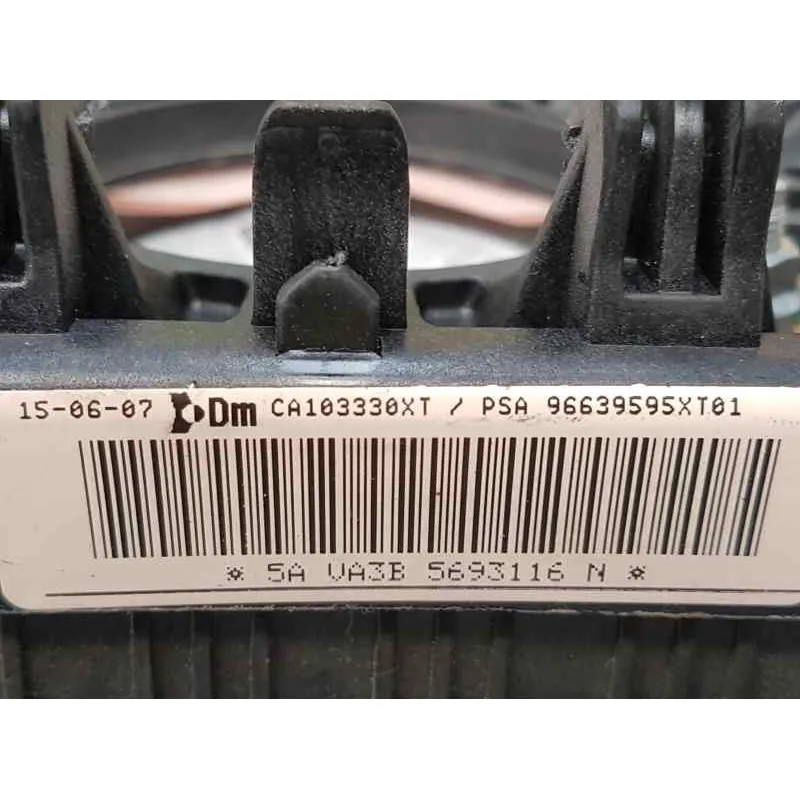 15-06-07 Dm CA103330XT / PSA 96639595XT01
* 5A VA3B 5693116 N *